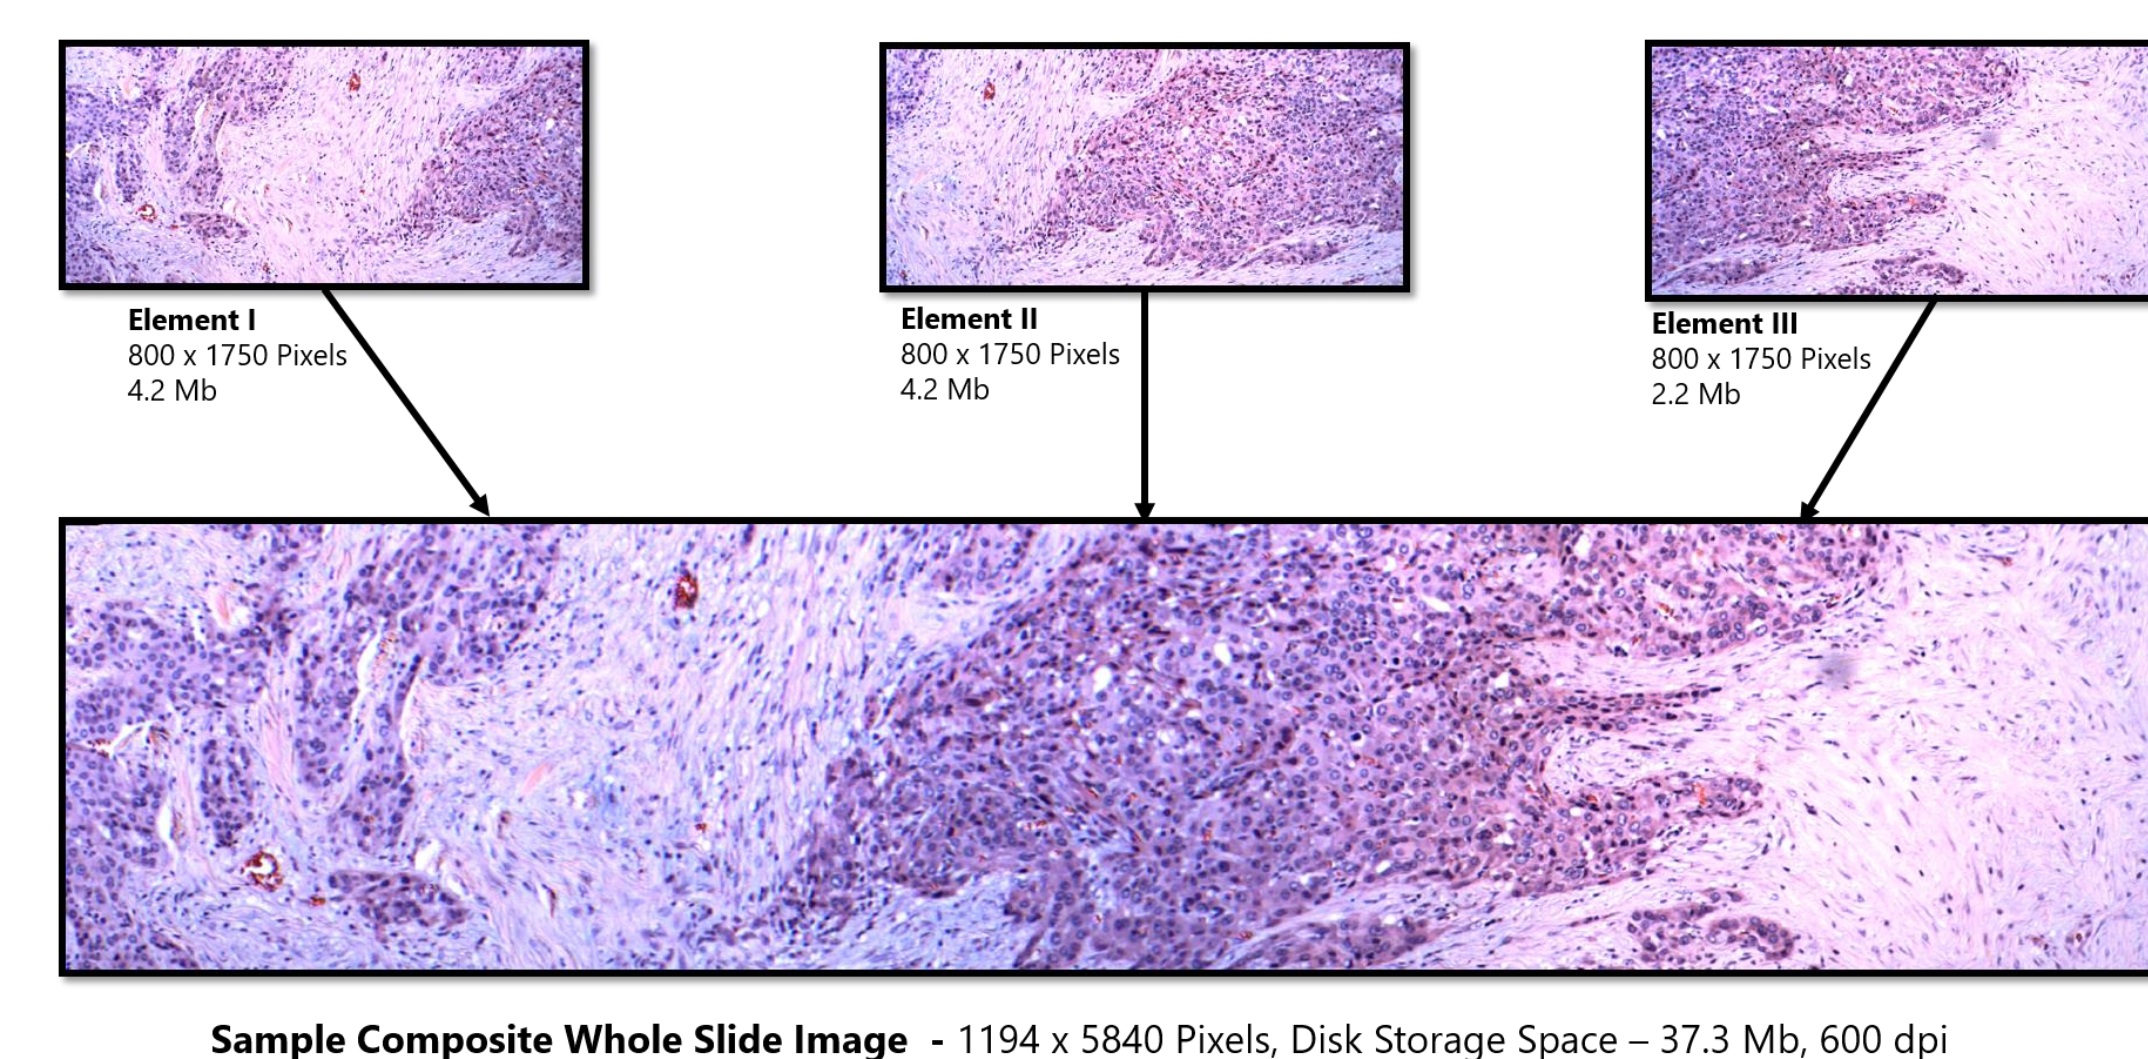 Element I
800 x 1750 Pixels
4.2 Mb
Element II
800 x 1750 Pixels
4.2 Mb
Element III
800 x 1750 Pixels
2.2 Mb
Sample Composite Whole Slide Image - 1194 x 5840 Pixels, Disk Storage Space – 37.3 Mb, 600 dpi